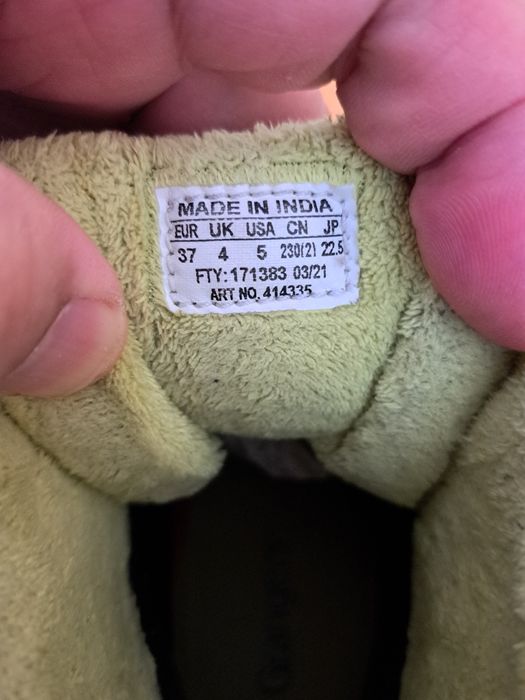 MADE IN INDIA
EUR UK USA CN JP
37 4 5 230(2) 22.5
FTY: 171383 03/21
ART NO. 414335